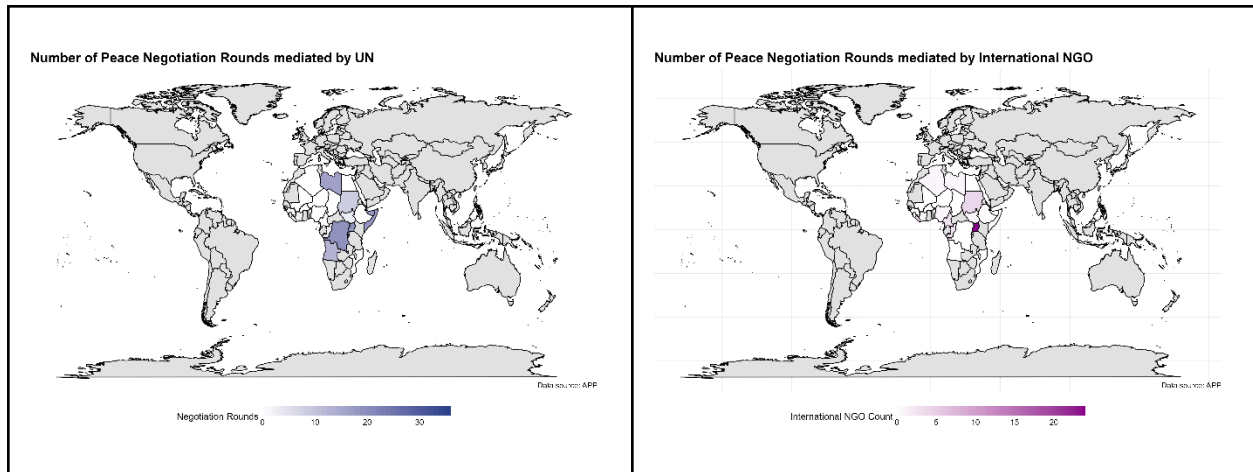 Number of Peace Negotiation Rounds mediated by UN
Data source: APP
Negotiation Rounds 0 10 20 30
Number of Peace Negotiation Rounds mediated by International NGO
Data source: APP
International NGO Count 0 5 10 15 20